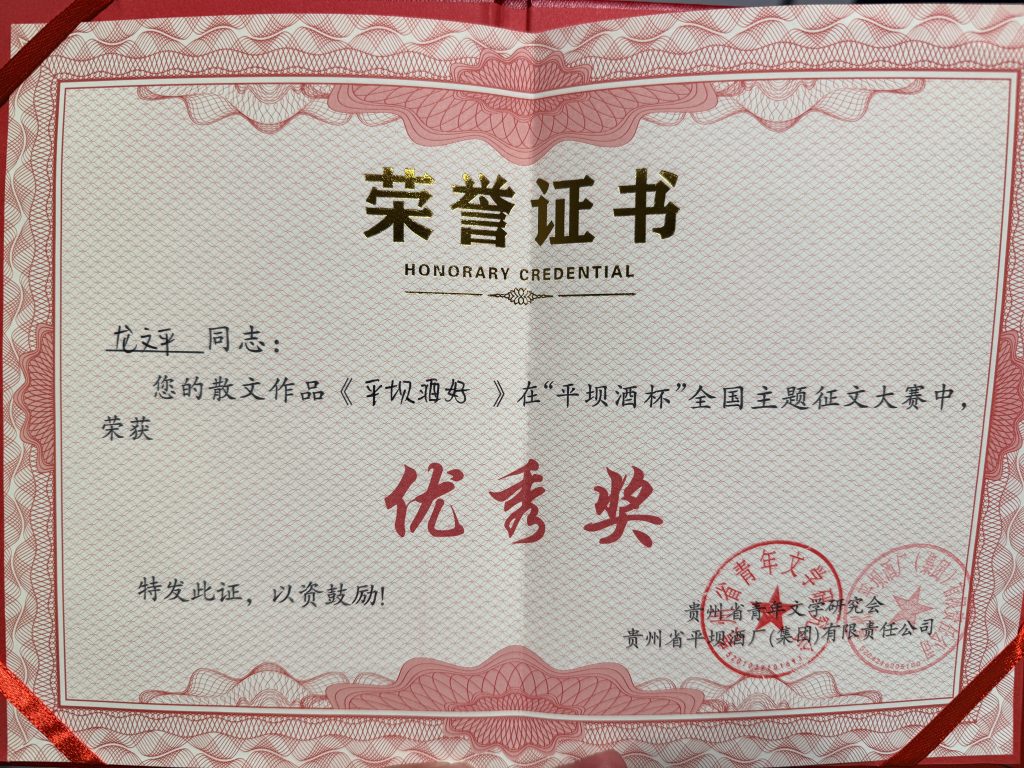 荣誉证书
HONORARY CREDENTIAL
龙文平 同志：
您的散文作品《平坝酒好》在“平坝酒杯”全国主题征文大赛中，
荣获
优秀奖
特发此证，以资鼓励！
贵州省青年文学研究会
贵州省平坝酒厂（集团）有限责任公司